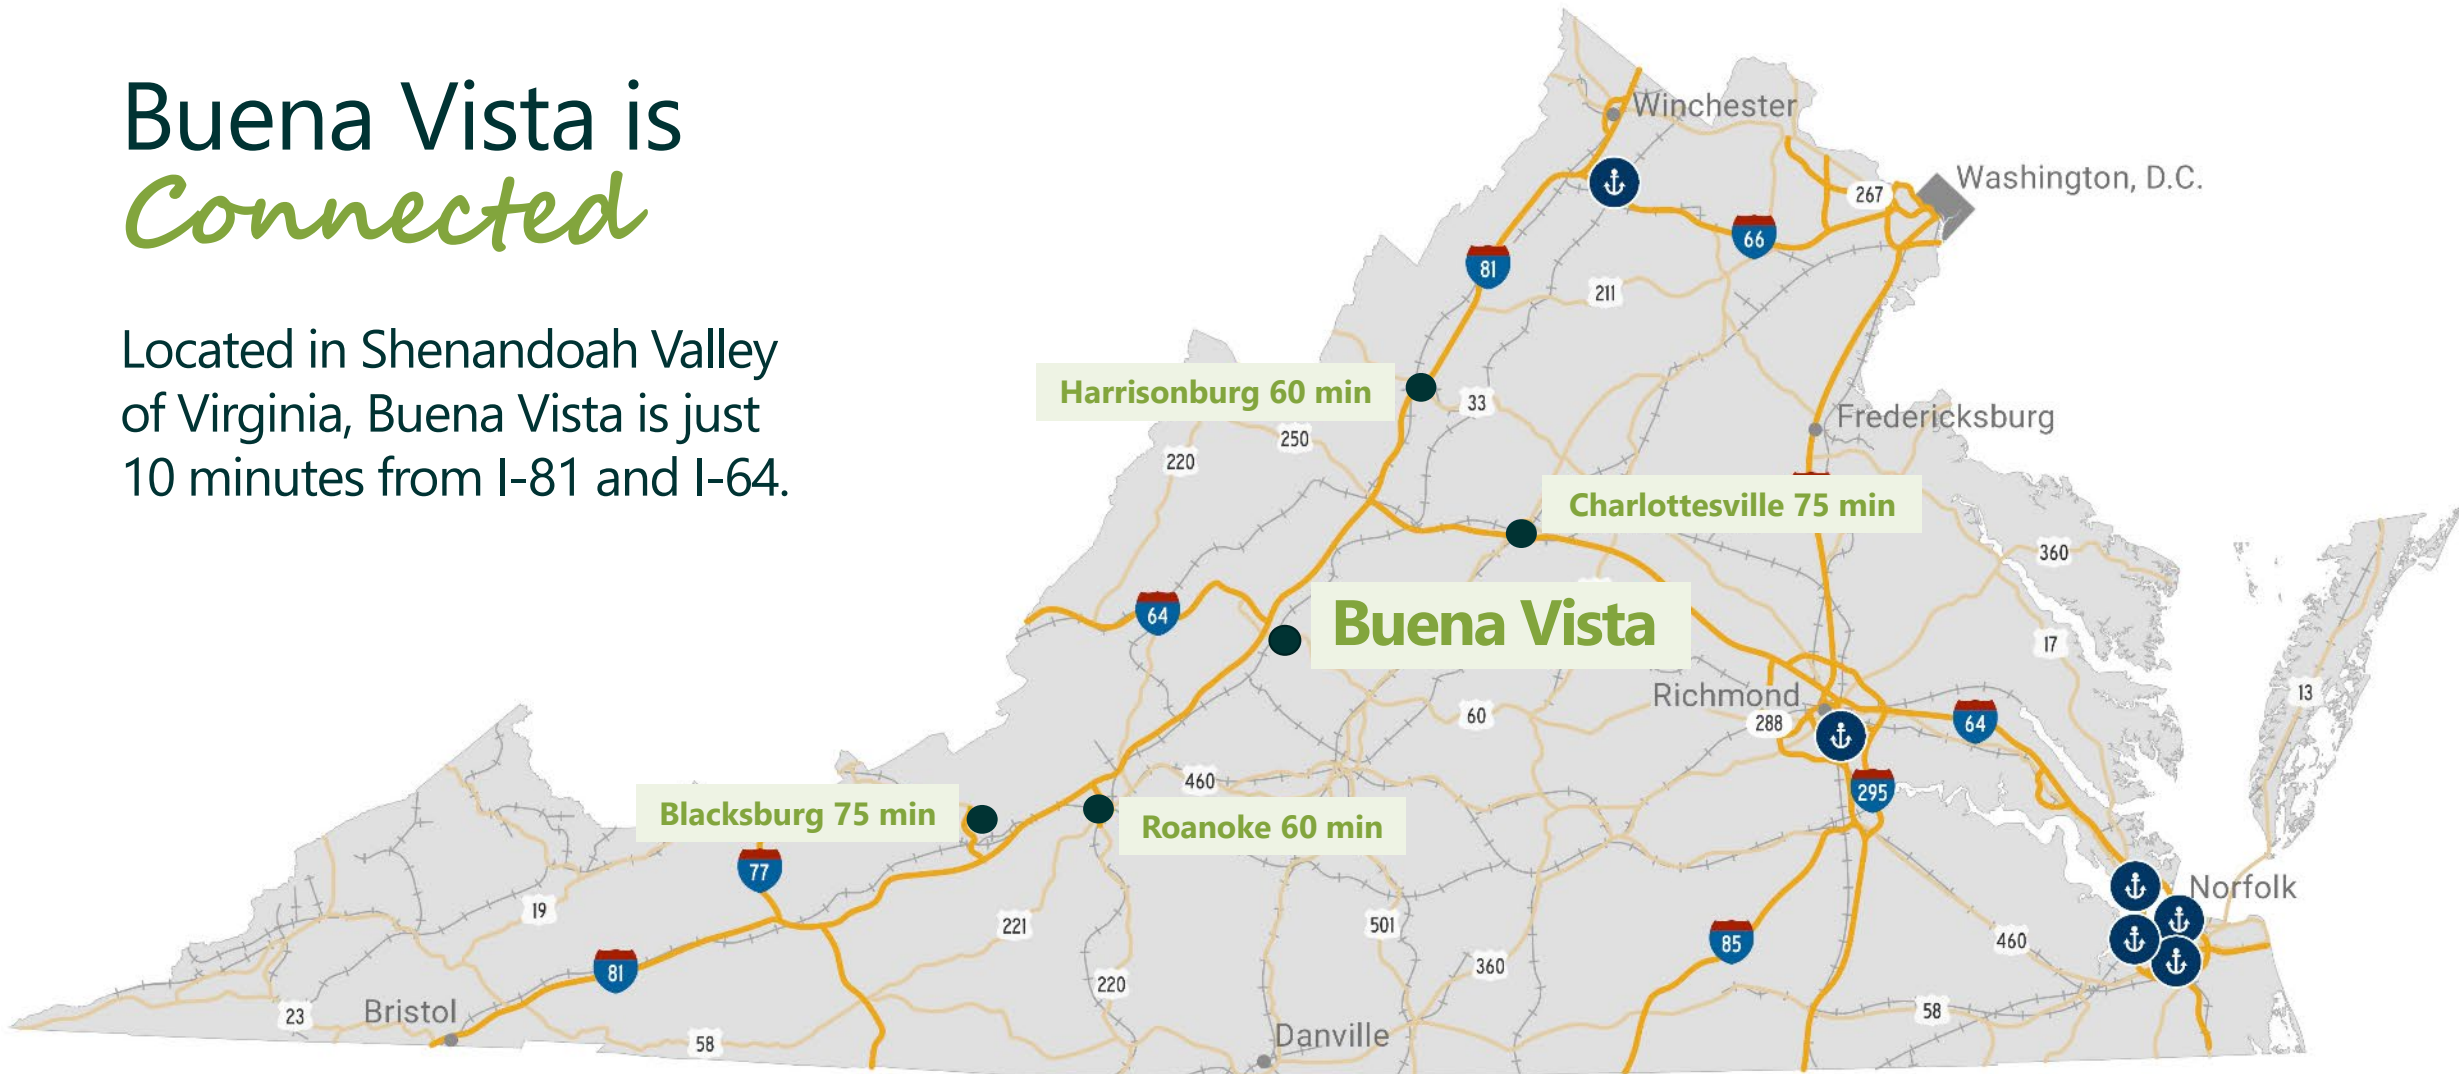 Buena Vista is
Connected
Located in Shenandoah Valley
of Virginia, Buena Vista is just
10 minutes from I-81 and I-64.
Winchester
Washington, D.C.
267
66
81
211
Harrisonburg 60 min
33
250
220
Fredericksburg
Charlottesville 75 min
360
64
Buena Vista
17
Richmond
13
60
288
64
460
295
Blacksburg 75 min
Roanoke 60 min
77
Norfolk
19
221
501
85
460
81
360
220
23
Bristol
58
58
Danville